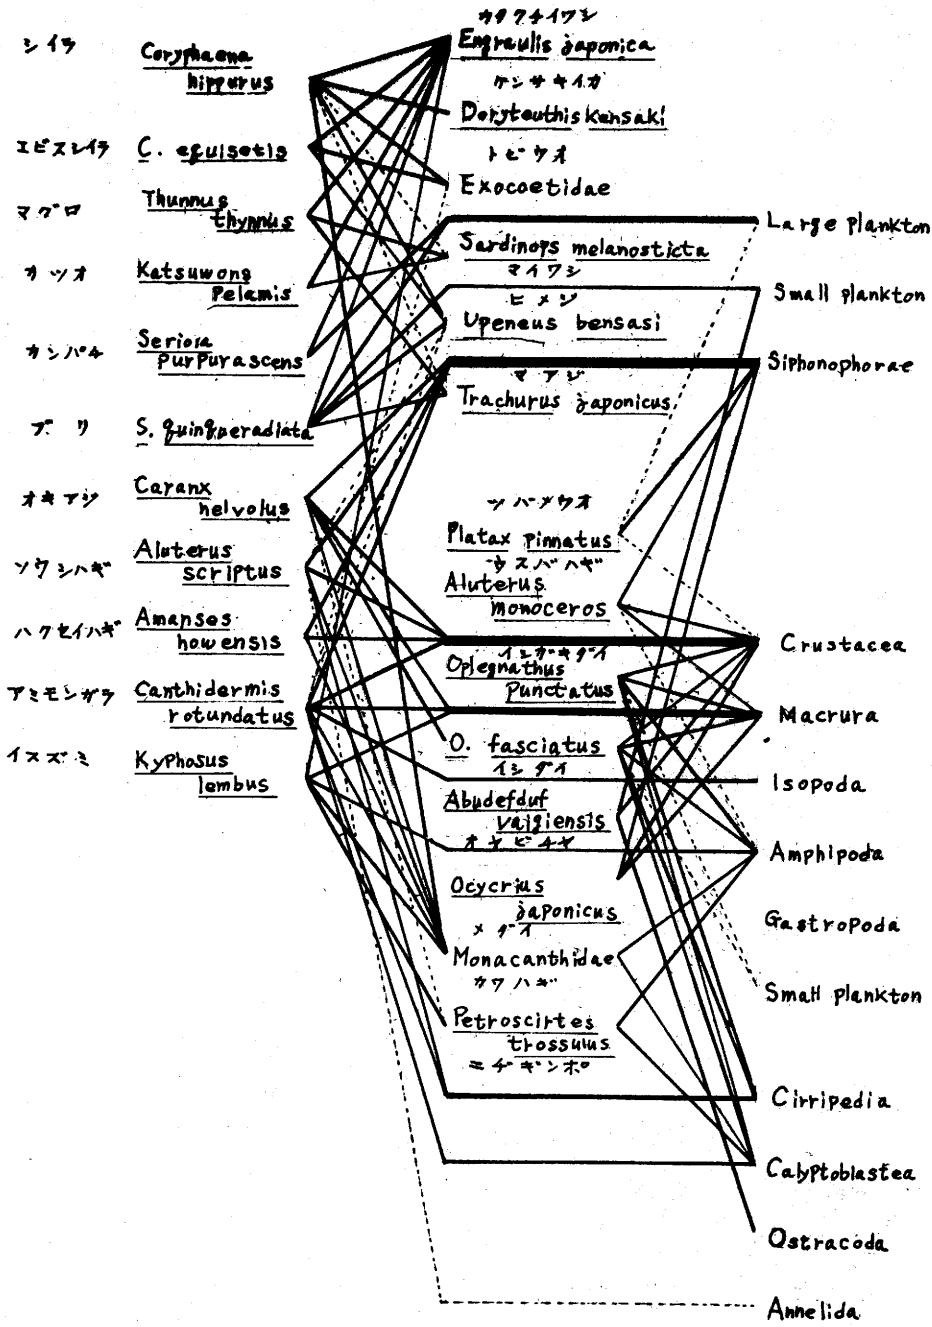 シイラ
Coryphaena
hippurus
エビスシイラ
C. equisetis
マグロ
Thunnus
thynnus
カツオ
Katsuwong
Pelamis
カンパチ
Seriola
PurPurascens
ブリ
S. quinqueradiata
オキアジ
Caranx
helvolus
ソウシハギ
Aluterus
scriptus
ハクセイハギ
Amanses
howensis
アミモンガラ
Canthidermis
rotundatus
イスズミ
Kyphosus
lembus
カタクチイワシ
Engraulis japonica
ケンサキイカ
Doryteuthis kensaki
トビウオ
Exocoetidae
Sardinops melanosticta
マイワシ
ヒメジ
Upeneus bensasi
マアジ
Trachurus japonicus
ツバメウオ
Platax pinnatus
ウスバハギ
Aluterus
monoceros
イシガキダイ
Oplegnathus
punctatus
O. fasciatus
イシダイ
Abudefduf
vaigiensis
オヤビチヤ
Ocycrius
japonicus
メダイ
Monacanthidae
カワハギ
Petroscirtes
trossulus
ニヂギンポ
Large plankton
Small plankton
Siphonophorae
Crustacea
Macrura
Isopoda
Amphipoda
Gastropoda
Small plankton
Cirripedia
Calyptoblastea
Ostracoda
Annelida